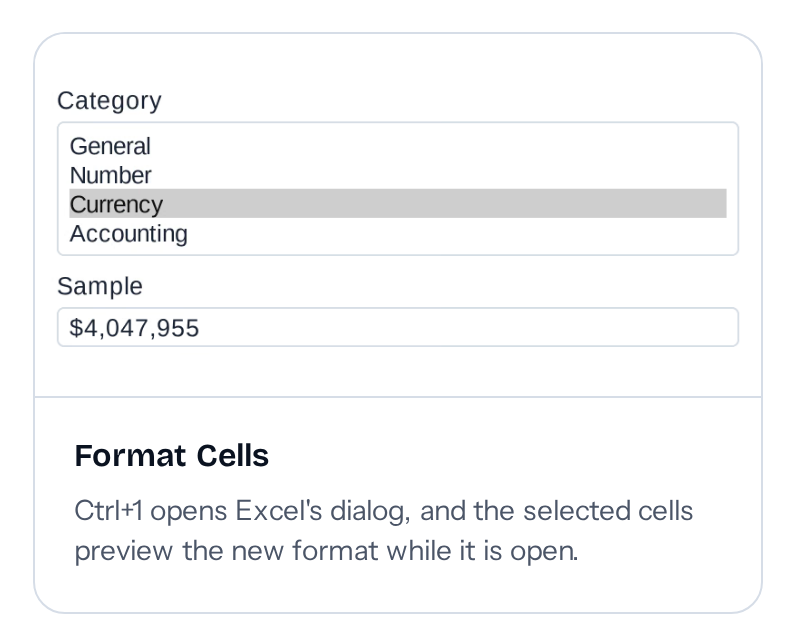 Category
General
Number
Currency
Accounting
Sample
$4,047,955
Format Cells
Ctrl+1 opens Excel's dialog, and the selected cells
preview the new format while it is open.